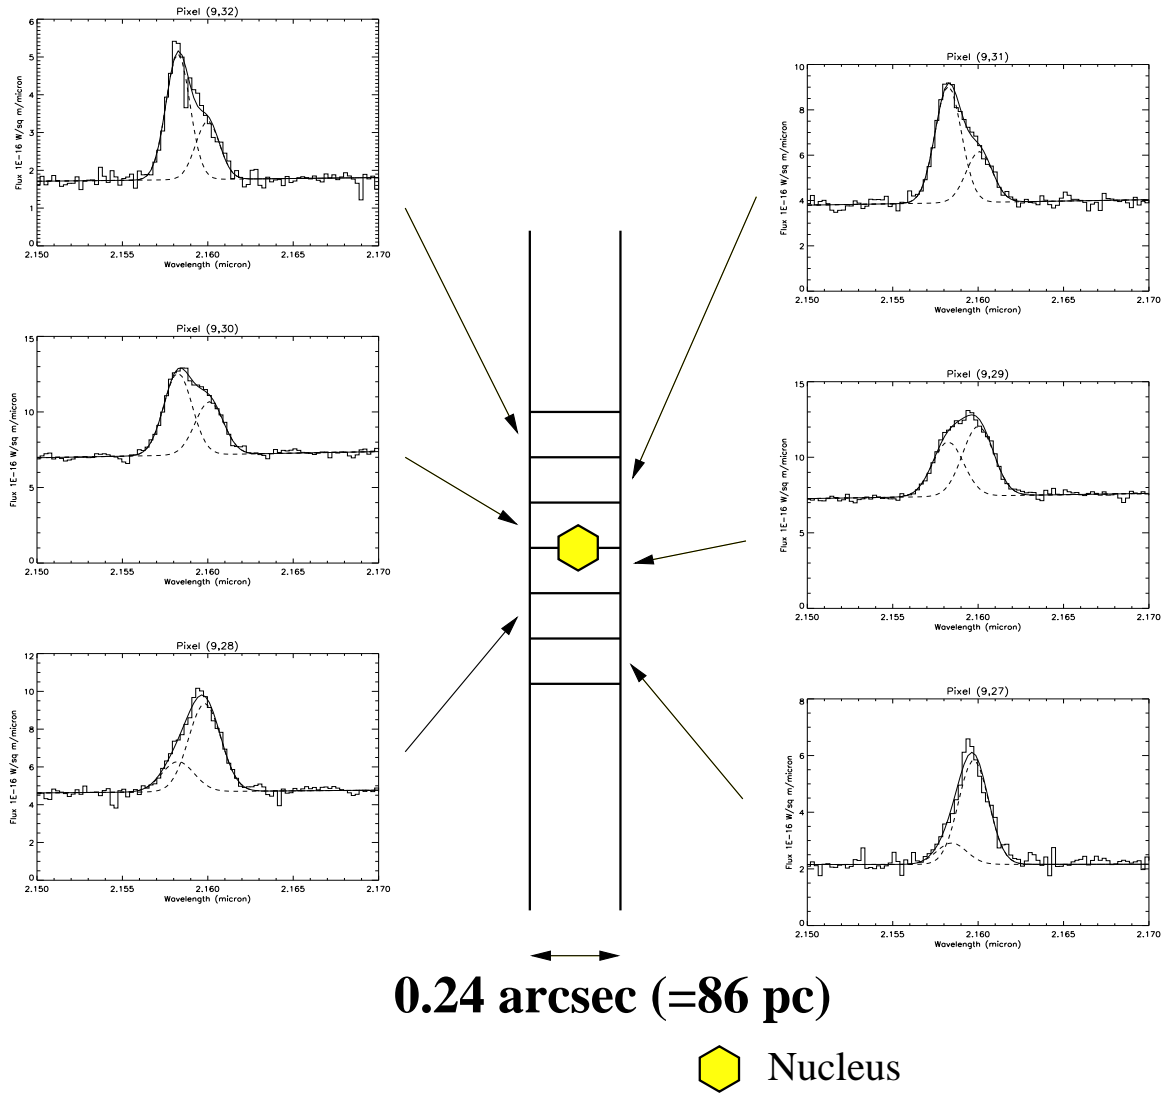 Pixel (9,32)
6
5
4
3
2
1
0
Flux 1E-16 W/sq m/micron
2.150 2.155 2.160 2.165 2.170
Wavelength (micron)
Pixel (9,31)
10
8
6
4
2
0
Flux 1E-16 W/sq m/micron
2.150 2.155 2.160 2.165 2.170
Wavelength (micron)
Pixel (9,30)
15
10
5
0
Flux 1E-16 W/sq m/micron
2.150 2.155 2.160 2.165 2.170
Wavelength (micron)
Pixel (9,29)
15
10
5
0
Flux 1E-16 W/sq m/micron
2.150 2.155 2.160 2.165 2.170
Wavelength (micron)
Pixel (9,28)
12
10
8
6
4
2
0
Flux 1E-16 W/sq m/micron
2.150 2.155 2.160 2.165 2.170
Wavelength (micron)
Pixel (9,27)
8
6
4
2
0
Flux 1E-16 W/sq m/micron
2.150 2.155 2.160 2.165 2.170
Wavelength (micron)
0.24 arcsec (=86 pc)
Nucleus